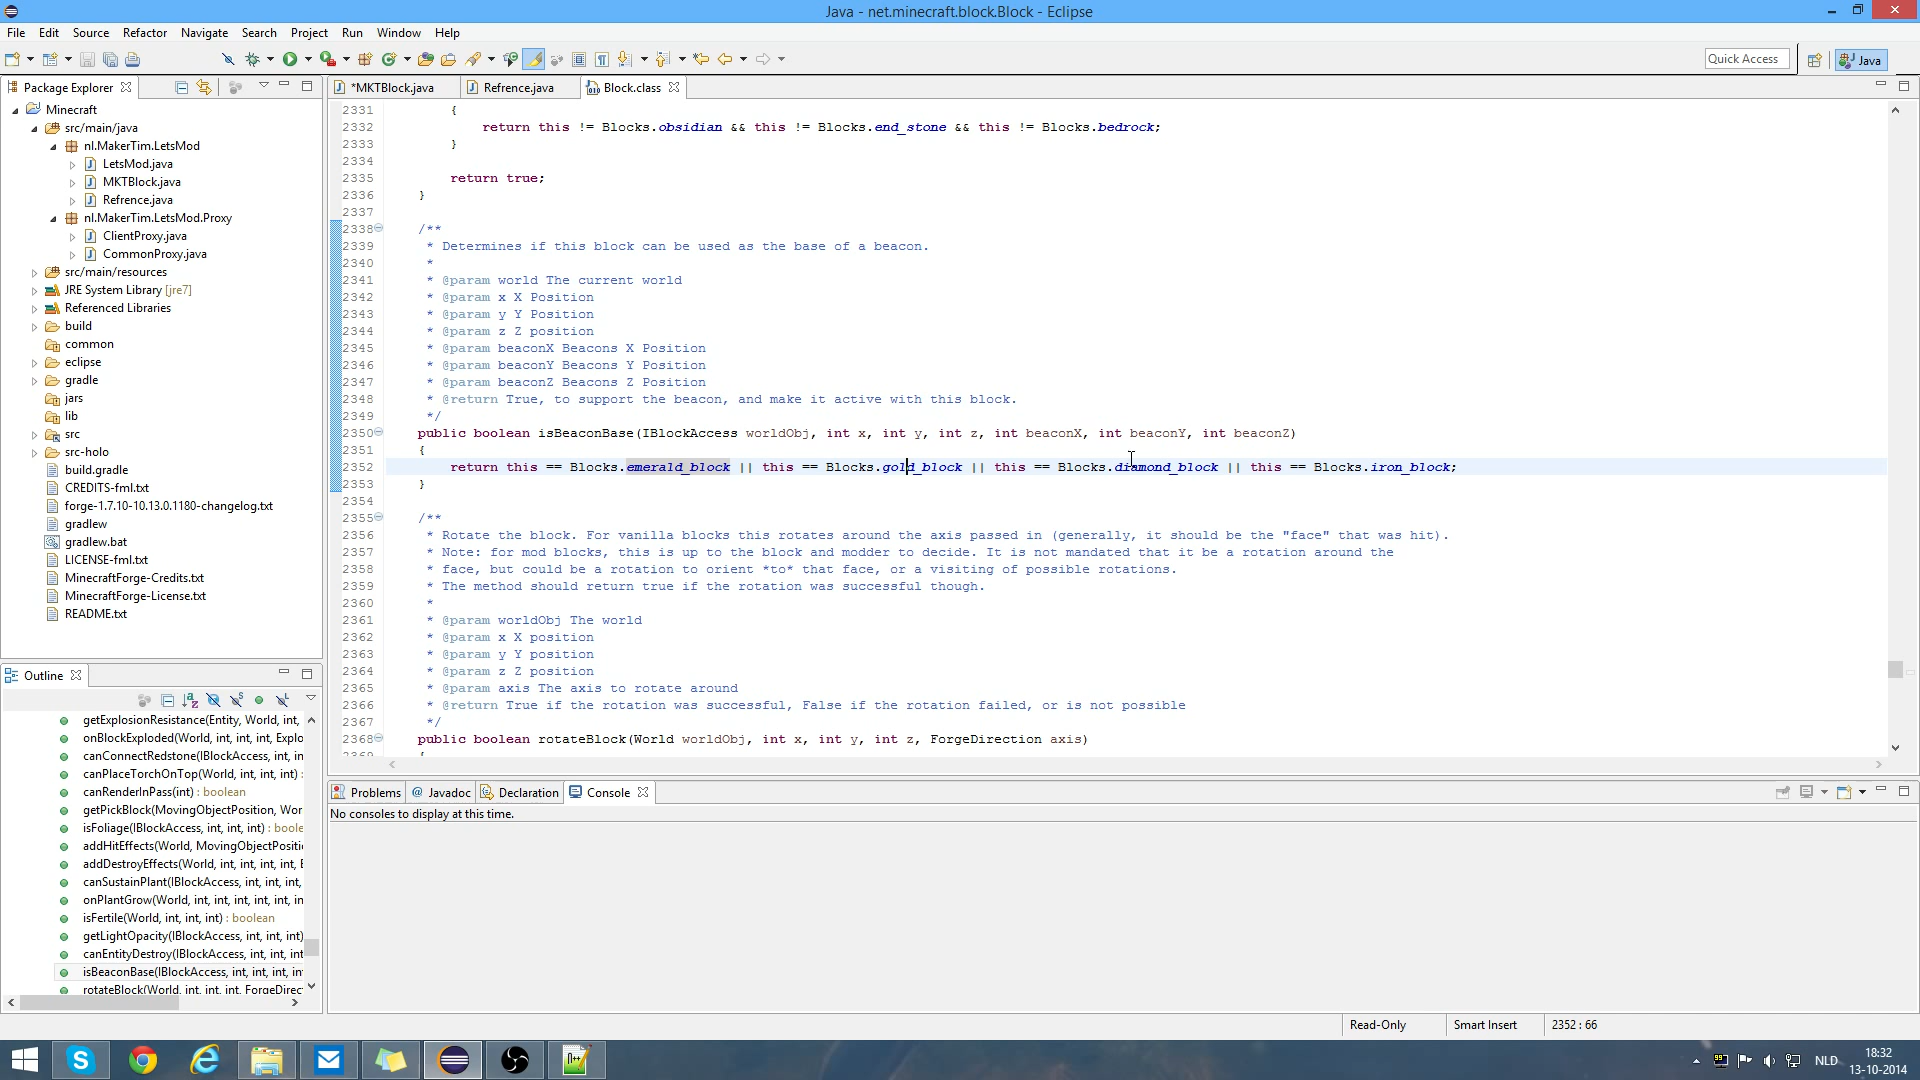 Java - net.minecraft.block.Block - Eclipse
File Edit Source Refactor Navigate Search Project Run Window Help
Quick Access
Java
Package Explorer
*MKTBlock.java
Refrence.java
Block.class
Minecraft
src/main/java
nl.MakerTim.LetsMod
LetsMod.java
MKTBlock.java
Refrence.java
nl.MakerTim.LetsMod.Proxy
ClientProxy.java
CommonProxy.java
src/main/resources
JRE System Library [jre7]
Referenced Libraries
build
common
eclipse
gradle
jars
lib
src
src-holo
build.gradle
CREDITS-fml.txt
forge-1.7.10-10.13.0.1180-changelog.txt
gradlew
gradlew.bat
LICENSE-fml.txt
MinecraftForge-Credits.txt
MinecraftForge-License.txt
README.txt
2331 {
2332 return this != Blocks.obsidian && this != Blocks.end_stone && this != Blocks.bedrock;
2333 }
2334
2335 return true;
2336 }
2337
2338 /**
2339 * Determines if this block can be used as the base of a beacon.
2340 *
2341 * @param world The current world
2342 * @param x X Position
2343 * @param y Y Position
2344 * @param z Z position
2345 * @param beaconX Beacons X Position
2346 * @param beaconY Beacons Y Position
2347 * @param beaconZ Beacons Z Position
2348 * @return True, to support the beacon, and make it active with this block.
2349 */
2350 public boolean isBeaconBase(IBlockAccess worldObj, int x, int y, int z, int beaconX, int beaconY, int beaconZ)
2351 {
2352 return this == Blocks.emerald_block || this == Blocks.gold_block || this == Blocks.diamond_block || this == Blocks.iron_block;
2353 }
2354
2355 /**
2356 * Rotate the block. For vanilla blocks this rotates around the axis passed in (generally, it should be the "face" that was hit).
2357 * Note: for mod blocks, this is up to the block and modder to decide. It is not mandated that it be a rotation around the
2358 * face, but could be a rotation to orient *to* that face, or a visiting of possible rotations.
2359 * The method should return true if the rotation was successful though.
2360 *
2361 * @param worldObj The world
2362 * @param x X position
2363 * @param y Y position
2364 * @param z Z position
2365 * @param axis The axis to rotate around
2366 * @return True if the rotation was successful, False if the rotation failed, or is not possible
2367 */
2368 public boolean rotateBlock(World worldObj, int x, int y, int z, ForgeDirection axis)
2369 {
Outline
getExplosionResistance(Entity, World, int,
onBlockExploded(World, int, int, int, Explo
canConnectRedstone(IBlockAccess, int, in
canPlaceTorchOnTop(World, int, int, int) :
canRenderInPass(int) : boolean
getPickBlock(MovingObjectPosition, Wor
isFoliage(IBlockAccess, int, int, int) : boole
addHitEffects(World, MovingObjectPositi
addDestroyEffects(World, int, int, int, int, E
canSustainPlant(IBlockAccess, int, int, int,
onPlantGrow(World, int, int, int, int, int, in
isFertile(World, int, int, int) : boolean
getLightOpacity(IBlockAccess, int, int, int)
canEntityDestroy(IBlockAccess, int, int, int
isBeaconBase(IBlockAccess, int, int, int, in
rotateBlock(World, int, int, int, ForgeDirec
Problems
@ Javadoc
Declaration
Console
No consoles to display at this time.
Read-Only
Smart Insert
2352 : 66
NLD
18:32
13-10-2014